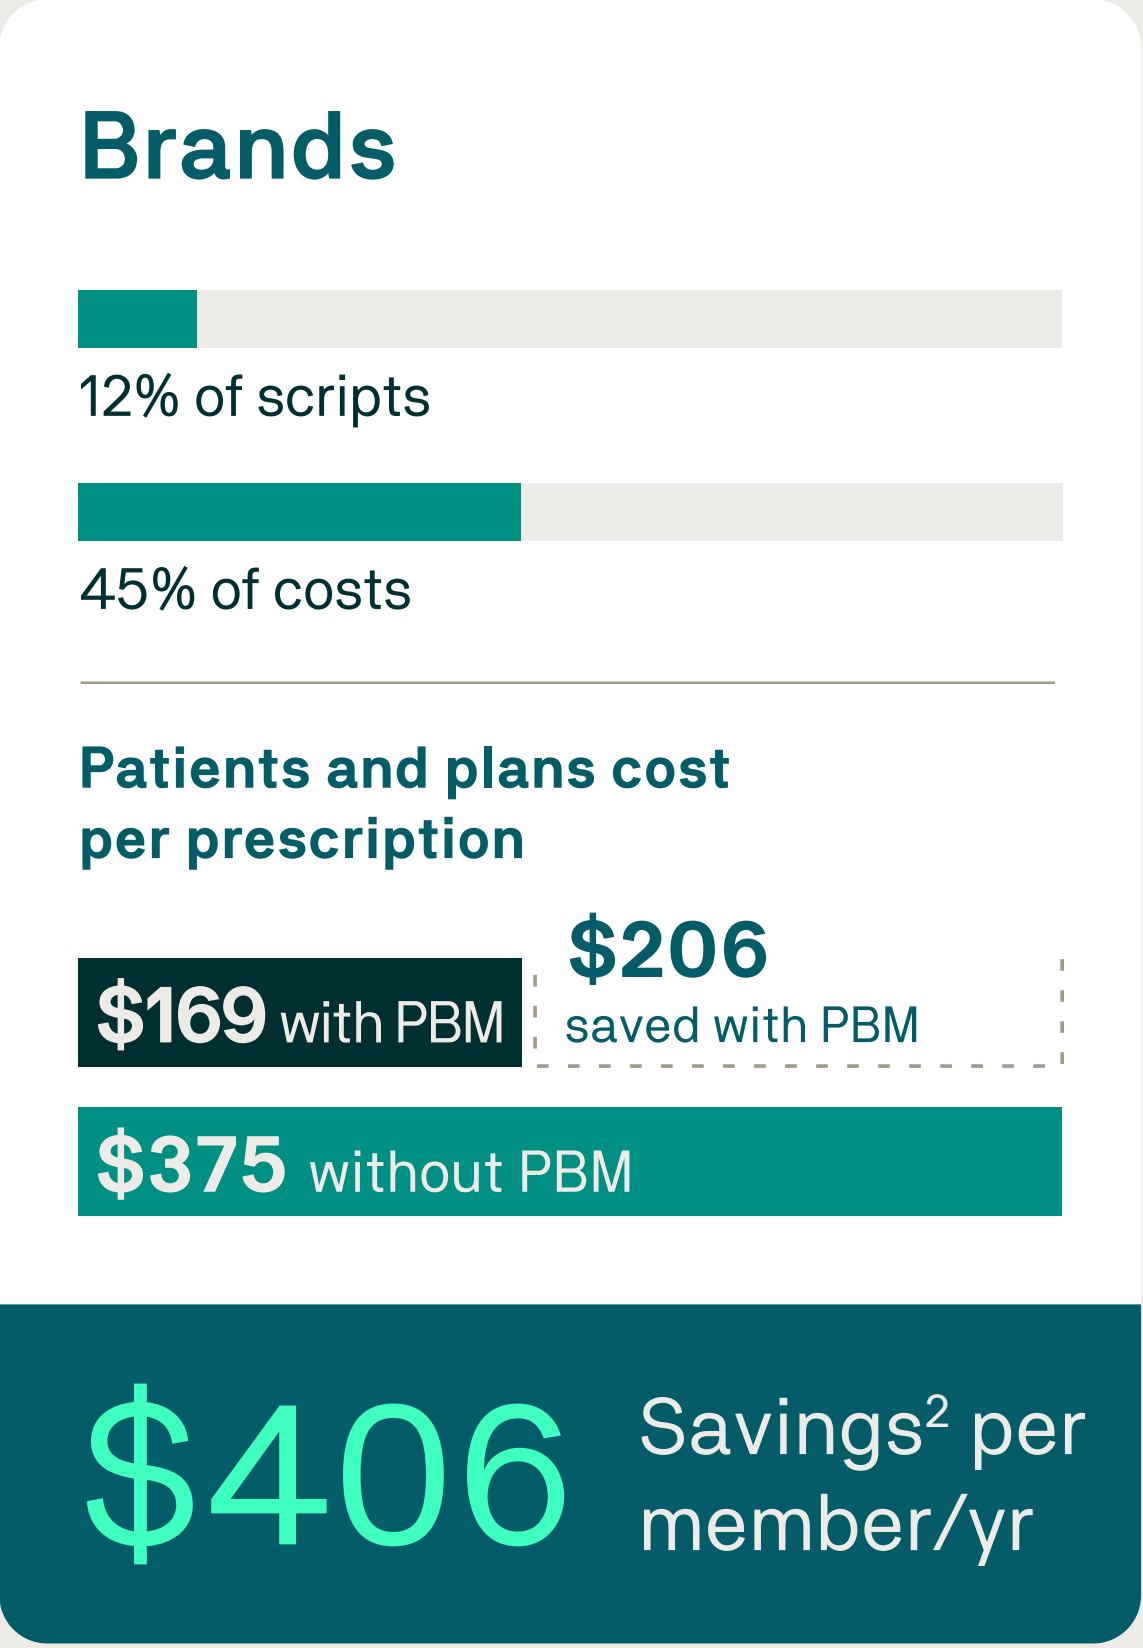 Brands
12% of scripts
45% of costs
Patients and plans cost
per prescription
$206
$169 with PBM
saved with PBM
$375 without PBM
$406
Savings² per
member/yr